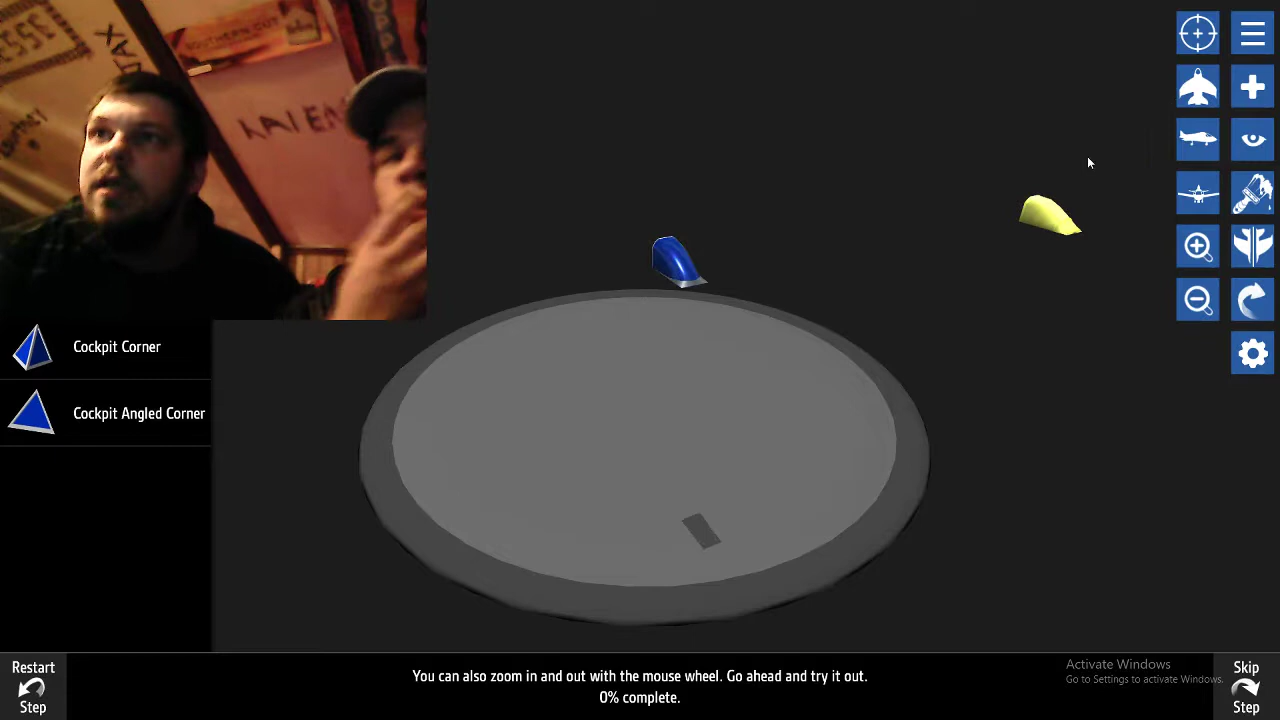 KALEN
Cockpit Corner
Cockpit Angled Corner
Restart
Step
You can also zoom in and out with the mouse wheel. Go ahead and try it out.
0% complete.
Activate Windows
Go to Settings to activate Windows.
Skip
Step